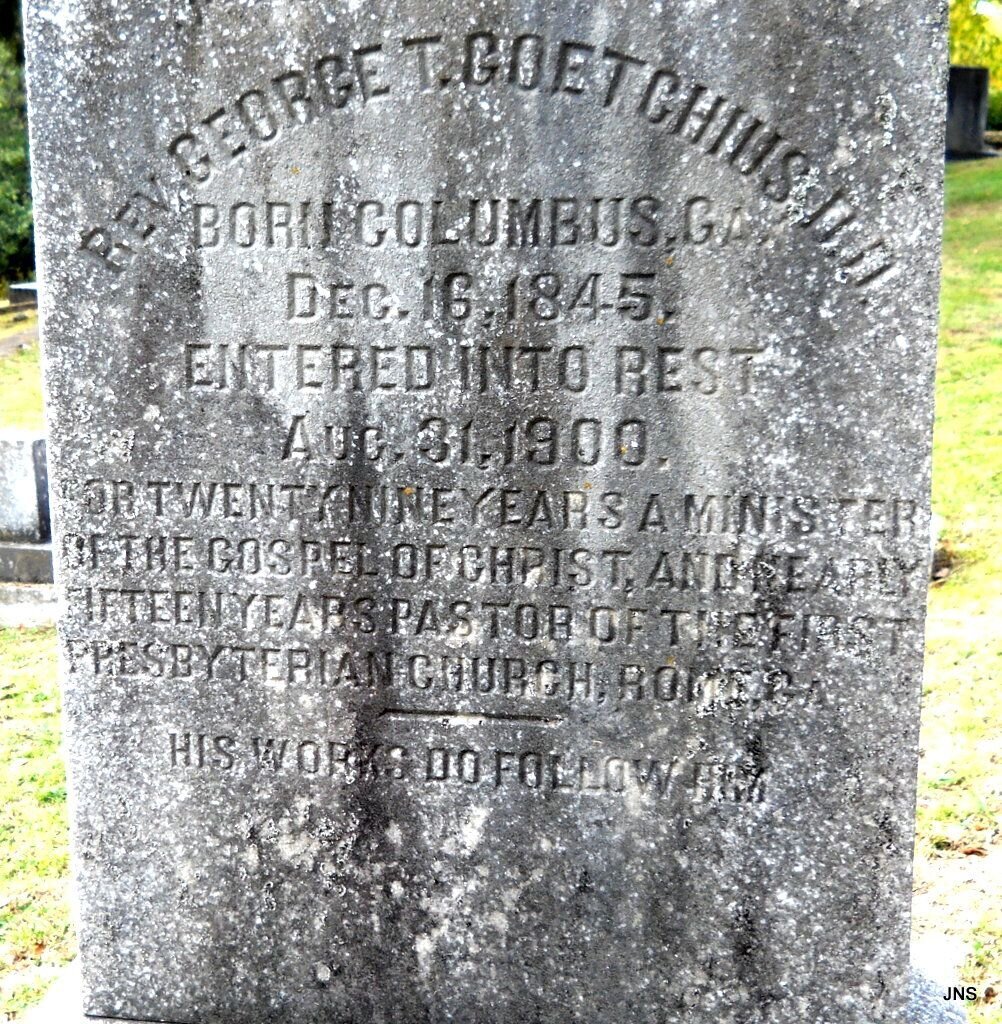 REV. GEORGE T. GOETCHIUS, D.D.
BORN COLUMBUS, GA.
DEC. 16, 1845.
ENTERED INTO REST
AUG. 31, 1900.
FOR TWENTY NINE YEARS A MINISTER
OF THE GOSPEL OF CHRIST, AND NEARLY
FIFTEEN YEARS PASTOR OF THE FIRST
PRESBYTERIAN CHURCH, ROME, GA
HIS WORKS DO FOLLOW HIM
JNS